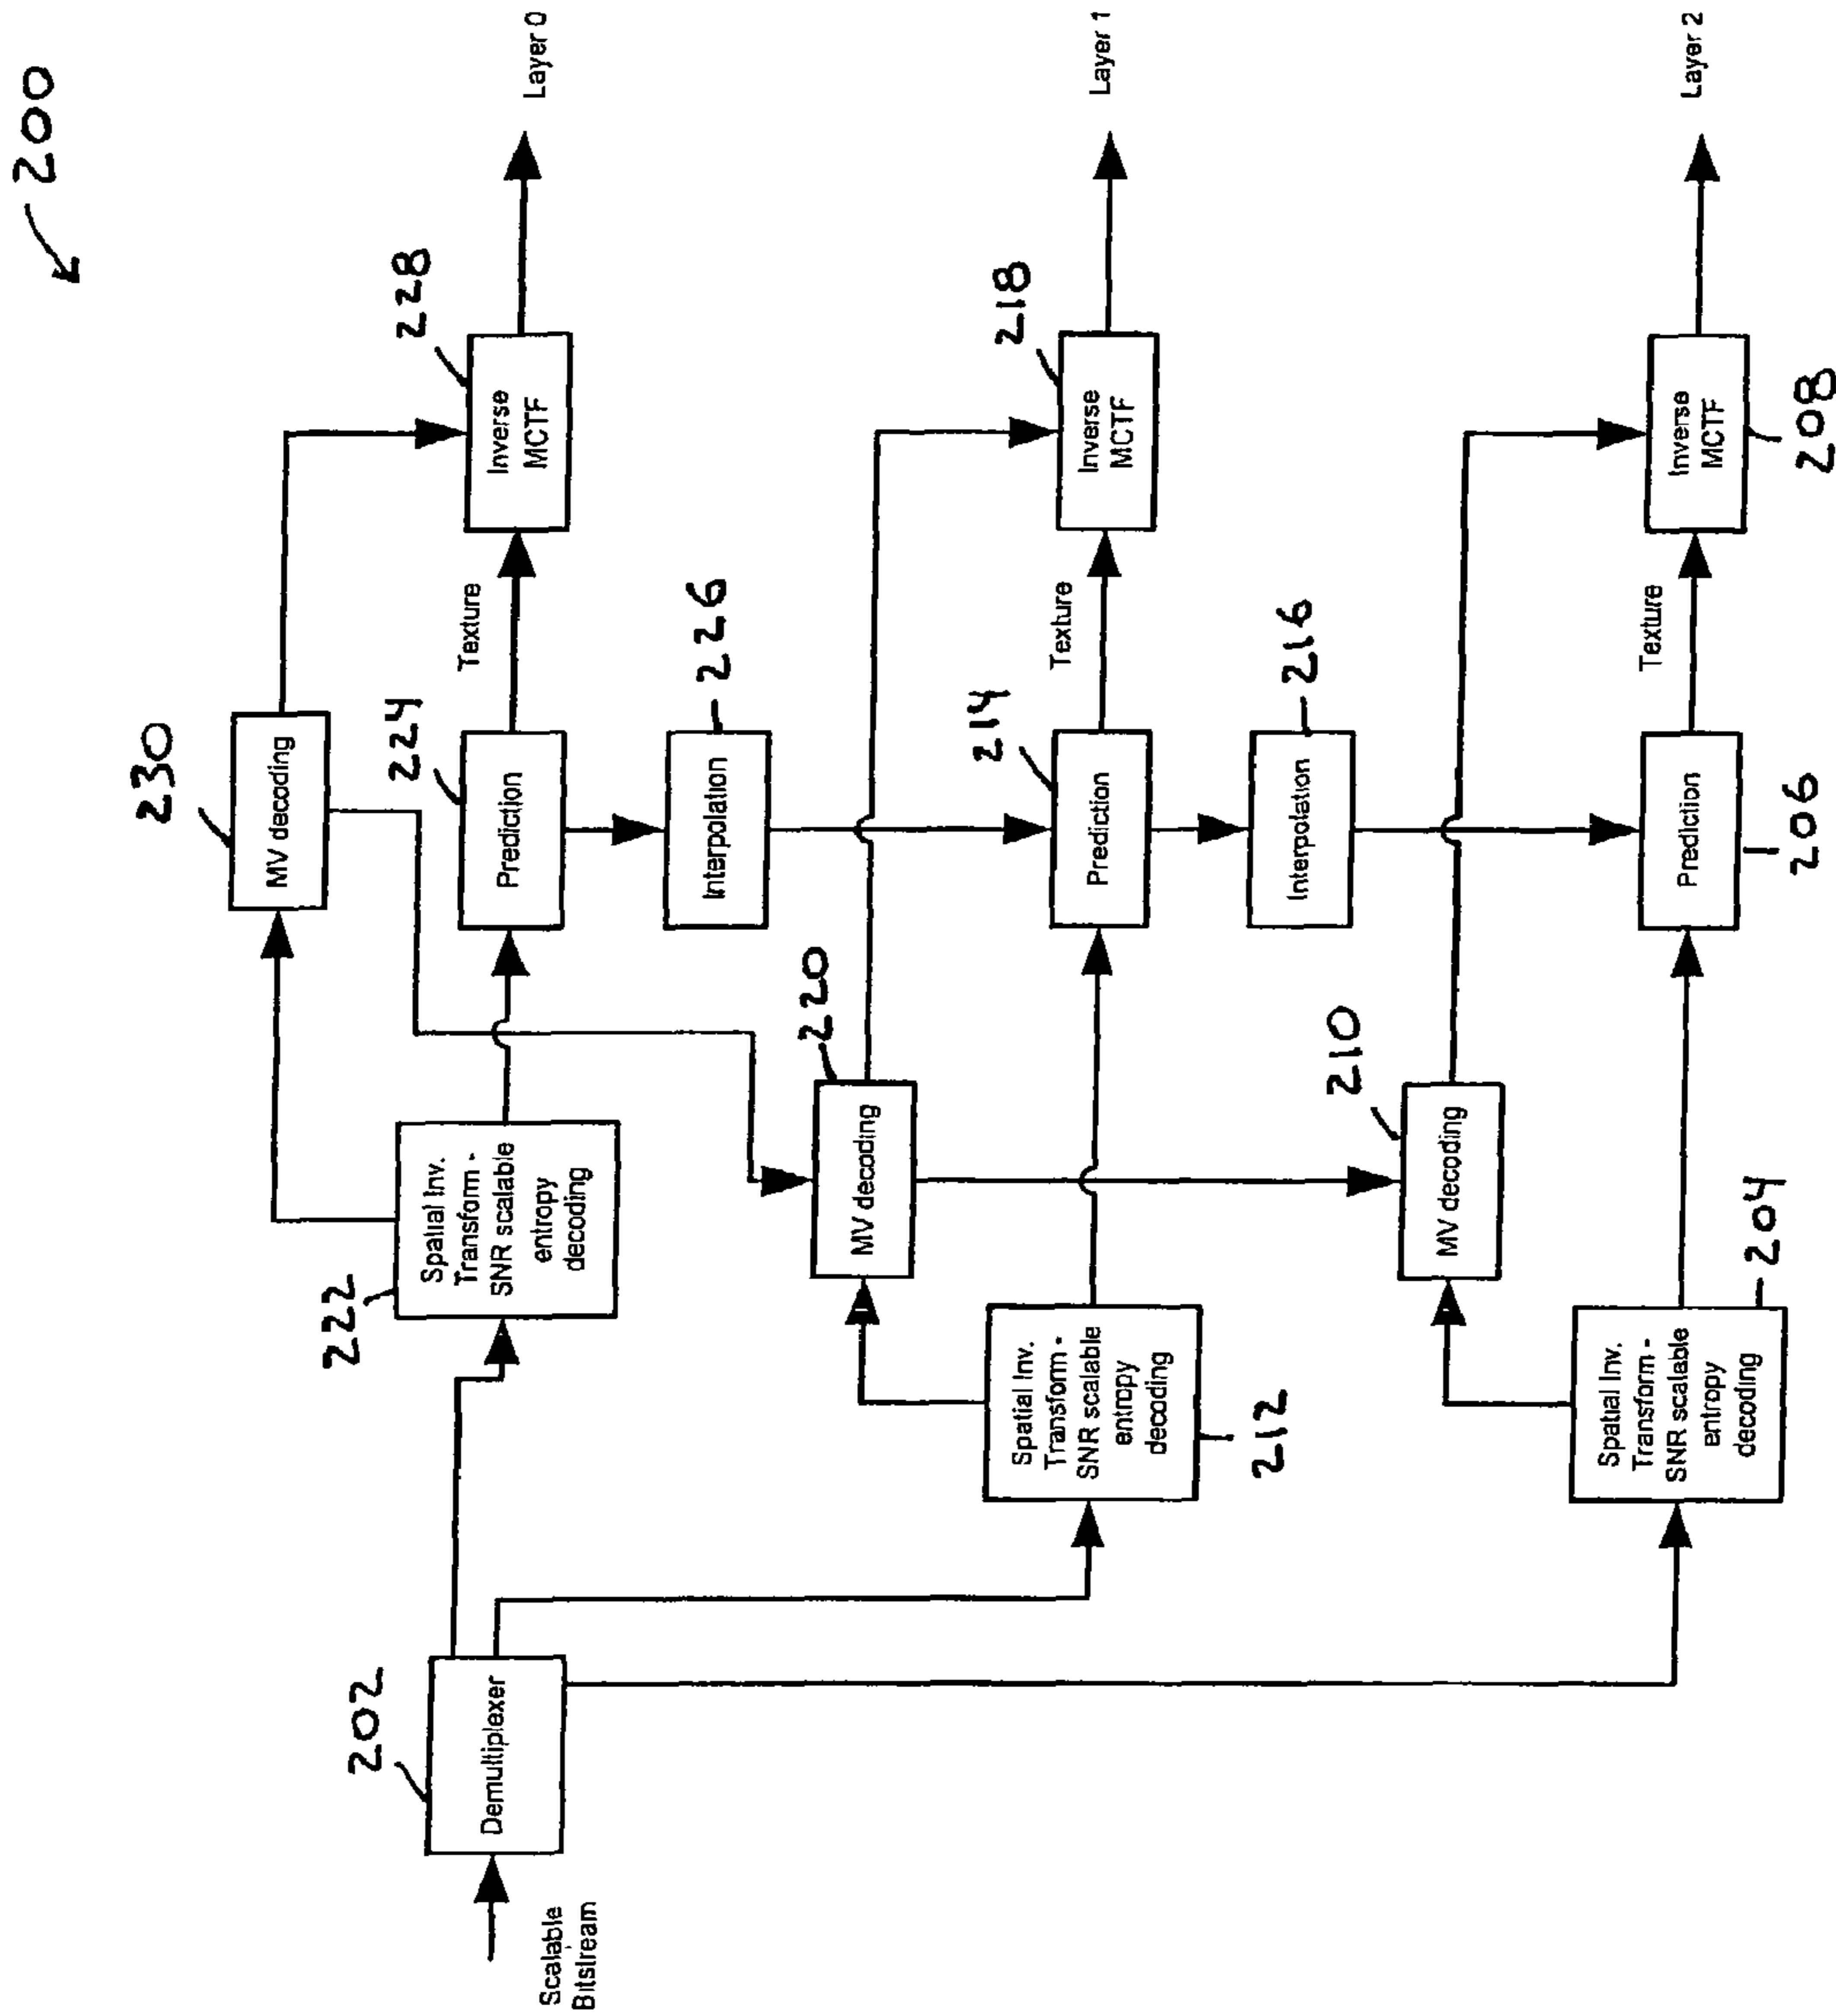 200
Scalable
Bitstream
202
Demultiplexer
222
Spatial Inv.
Transform -
SNR scalable
entropy
decoding
230
MV decoding
224
Prediction
Texture
228
Inverse
MCTF
Layer 0
226
Interpolation
212
Spatial Inv.
Transform -
SNR scalable
entropy
decoding
220
MV decoding
214
Prediction
Texture
218
Inverse
MCTF
Layer 1
216
Interpolation
204
Spatial Inv.
Transform -
SNR scalable
entropy
decoding
210
MV decoding
206
Prediction
Texture
208
Inverse
MCTF
Layer 2